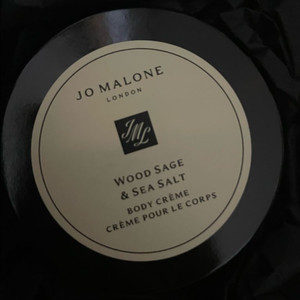 JO MALONE
LONDON
JML
WOOD SAGE
& SEA SALT
BODY CRÈME
CRÈME POUR LE CORPS